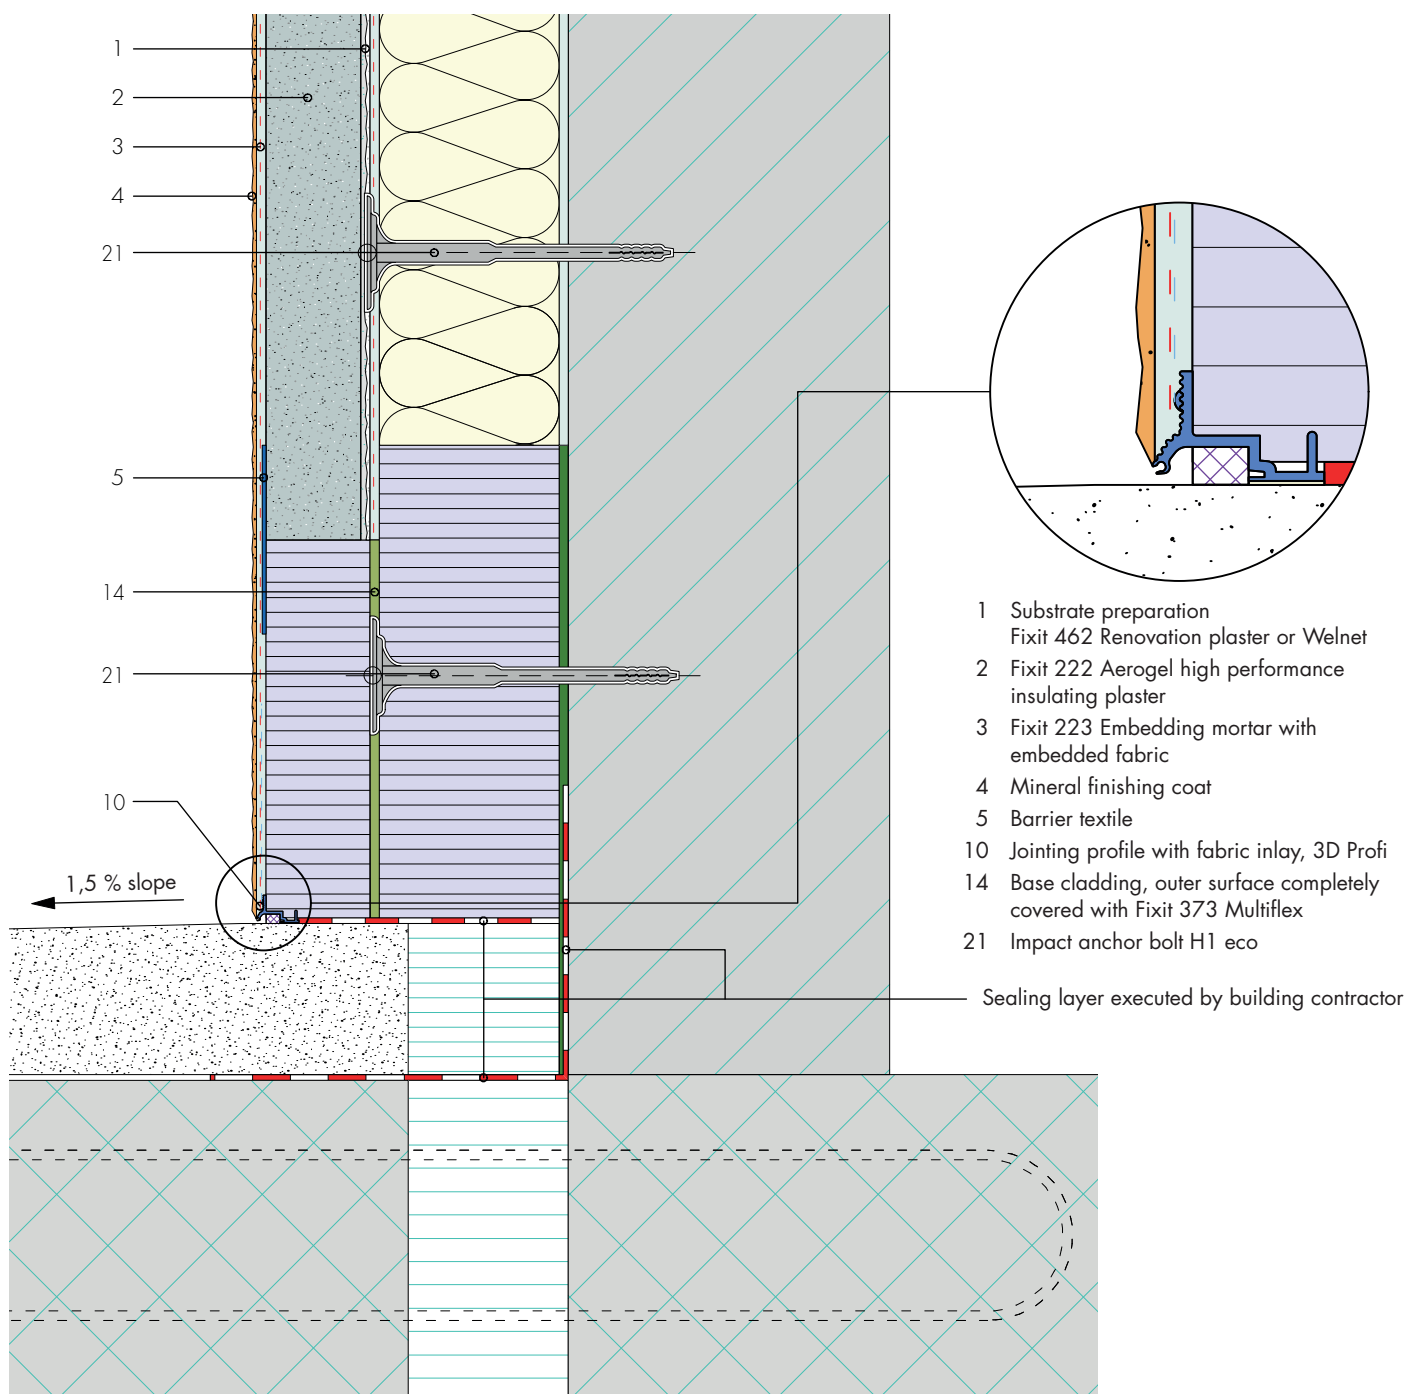 1
2
3
4
21
5
14
21
10
1,5 % slope
1 Substrate preparation
Fixit 462 Renovation plaster or Welnet
2 Fixit 222 Aerogel high performance
insulating plaster
3 Fixit 223 Embedding mortar with
embedded fabric
4 Mineral finishing coat
5 Barrier textile
10 Jointing profile with fabric inlay, 3D Profi
14 Base cladding, outer surface completely
covered with Fixit 373 Multiflex
21 Impact anchor bolt H1 eco
Sealing layer executed by building contractor